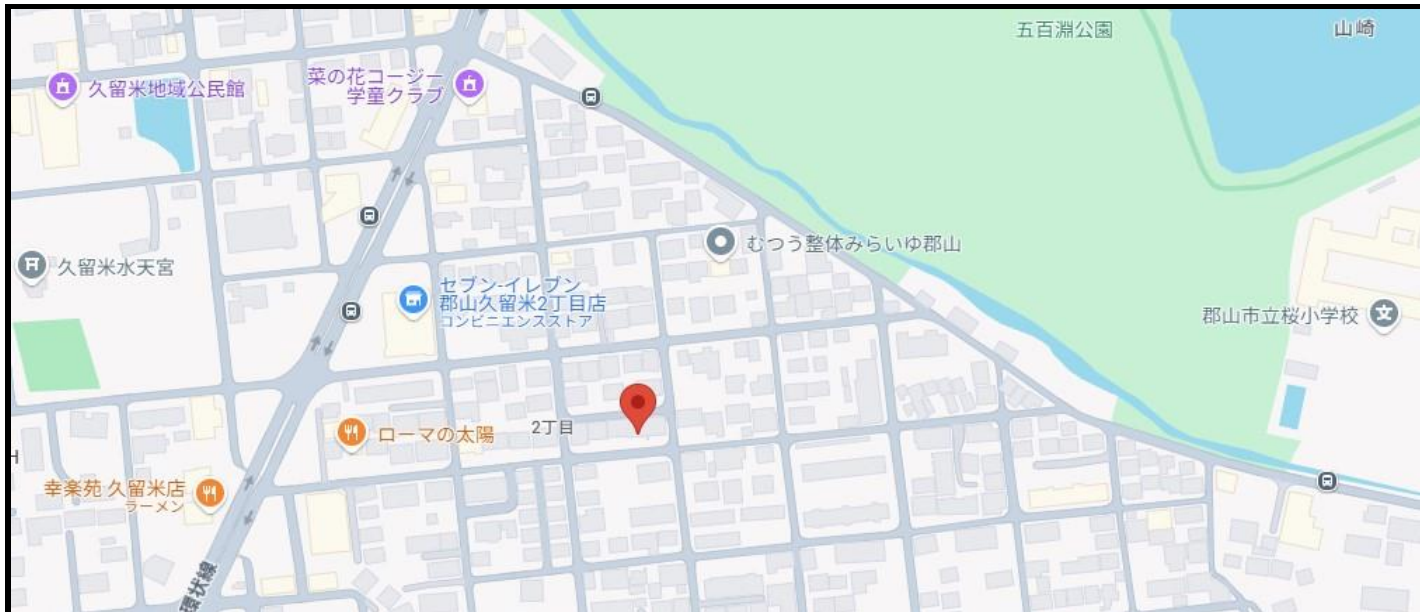 五百淵公園
山崎
久留米地域公民館
菜の花コージー
学童クラブ
むつう整体みらいゆ郡山
久留米水天宮
セブン-イレブン
郡山久留米2丁目店
コンビニエンスストア
郡山市立桜小学校
文
2丁目
ローマの太陽
H
幸楽苑 久留米店
ラーメン
環状線